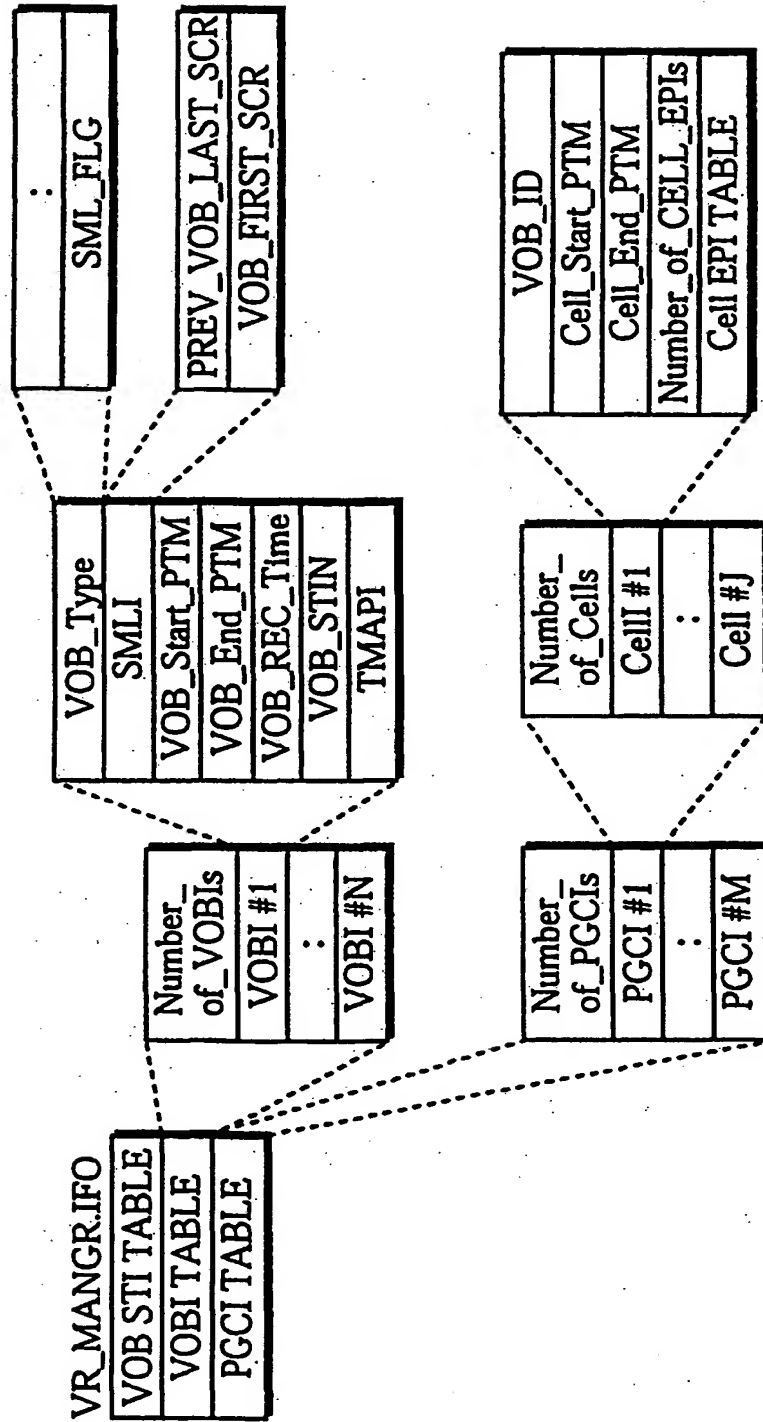 VR_MANGR.IFO
VOB STI TABLE
VOBI TABLE
PGCI TABLE
Number_
of_VOBIs
VOBI #1
:
VOBI #N
VOB_Type
SMLI
VOB_Start_PTM
VOB_End_PTM
VOB_REC_Time
VOB_STIN
TMAPI
:
SML_FLG
PREV_VOB_LAST_SCR
VOB_FIRST_SCR
Number_
of_PGCIs
PGCI #1
:
PGCI #M
Number_
of_Cells
CellI #1
:
Cell #J
VOB_ID
Cell_Start_PTM
Cell_End_PTM
Number_of_CELL_EPIs
Cell EPI TABLE